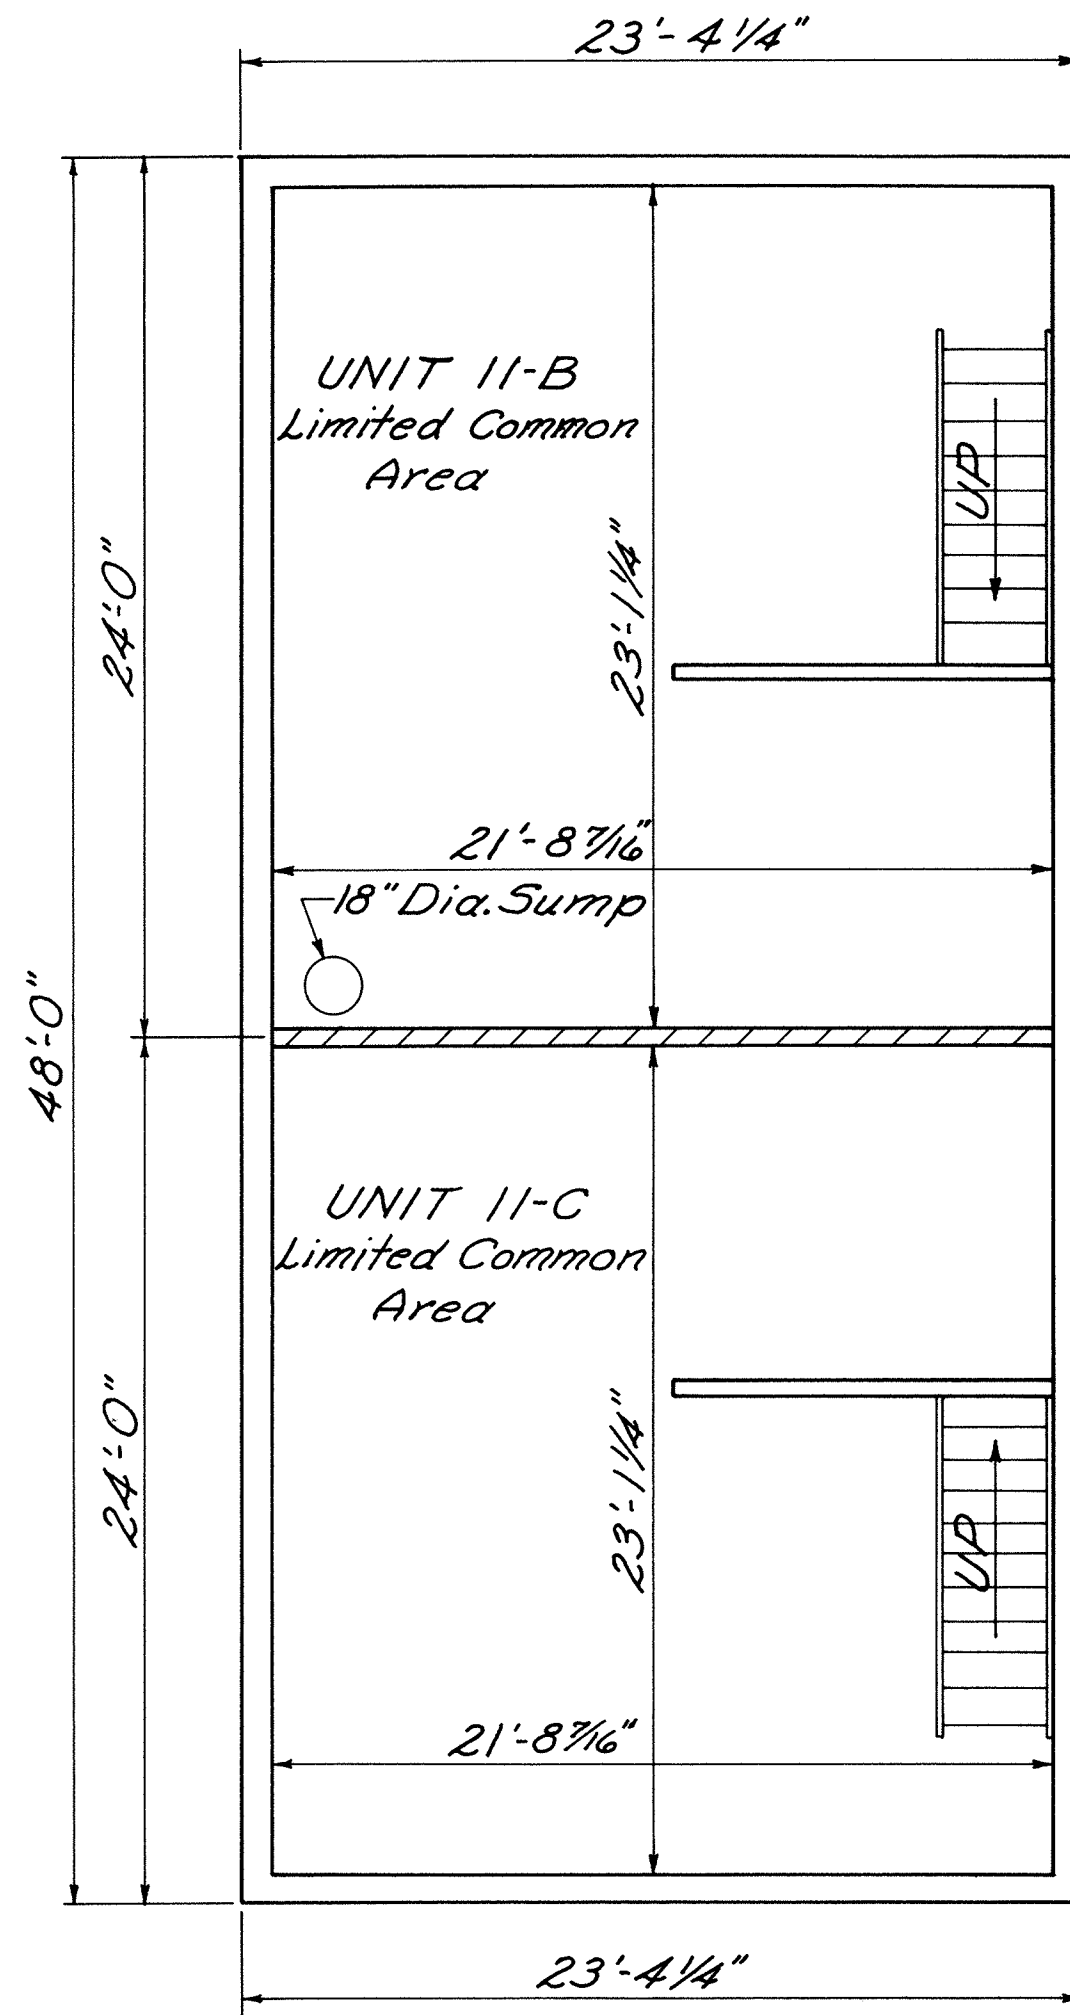 23'-4 1/4"
UNIT 11-B
Limited Common
Area
UP
24'-0"
23'-1 1/4"
21'-8 7/16"
18" Dia. Sump
48'-0"
UNIT 11-C
Limited Common
Area
24'-0"
23'-1 1/4"
UP
21'-8 7/16"
23'-4 1/4"